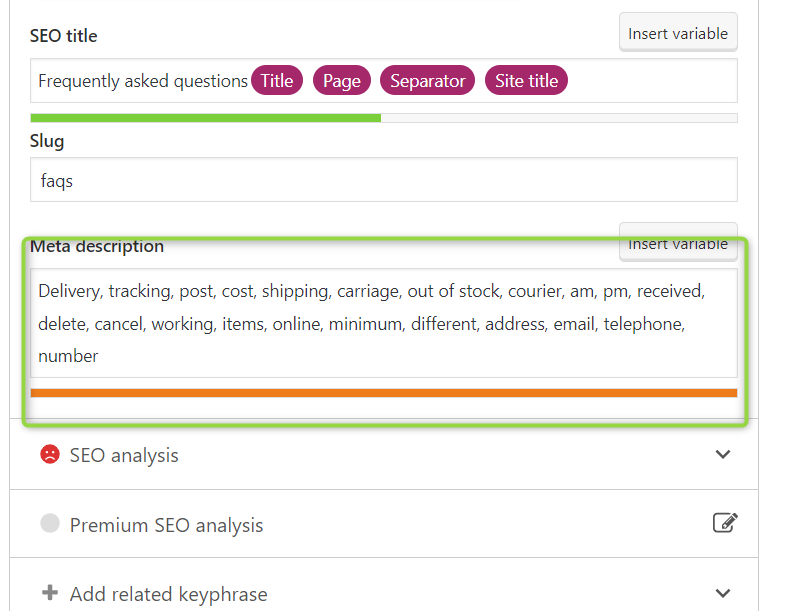 SEO title
Insert variable
Frequently asked questions Title Page Separator Site title
Slug
faqs
Meta description
Insert variable
Delivery, tracking, post, cost, shipping, carriage, out of stock, courier, am, pm, received,
delete, cancel, working, items, online, minimum, different, address, email, telephone,
number
SEO analysis
Premium SEO analysis
Add related keyphrase